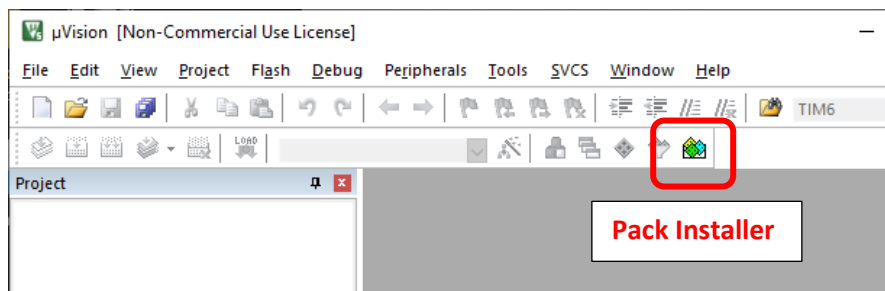 µVision [Non-Commercial Use License]
File Edit View Project Flash Debug Peripherals Tools SVCS Window Help
TIM6
LOAD
Project
Pack Installer